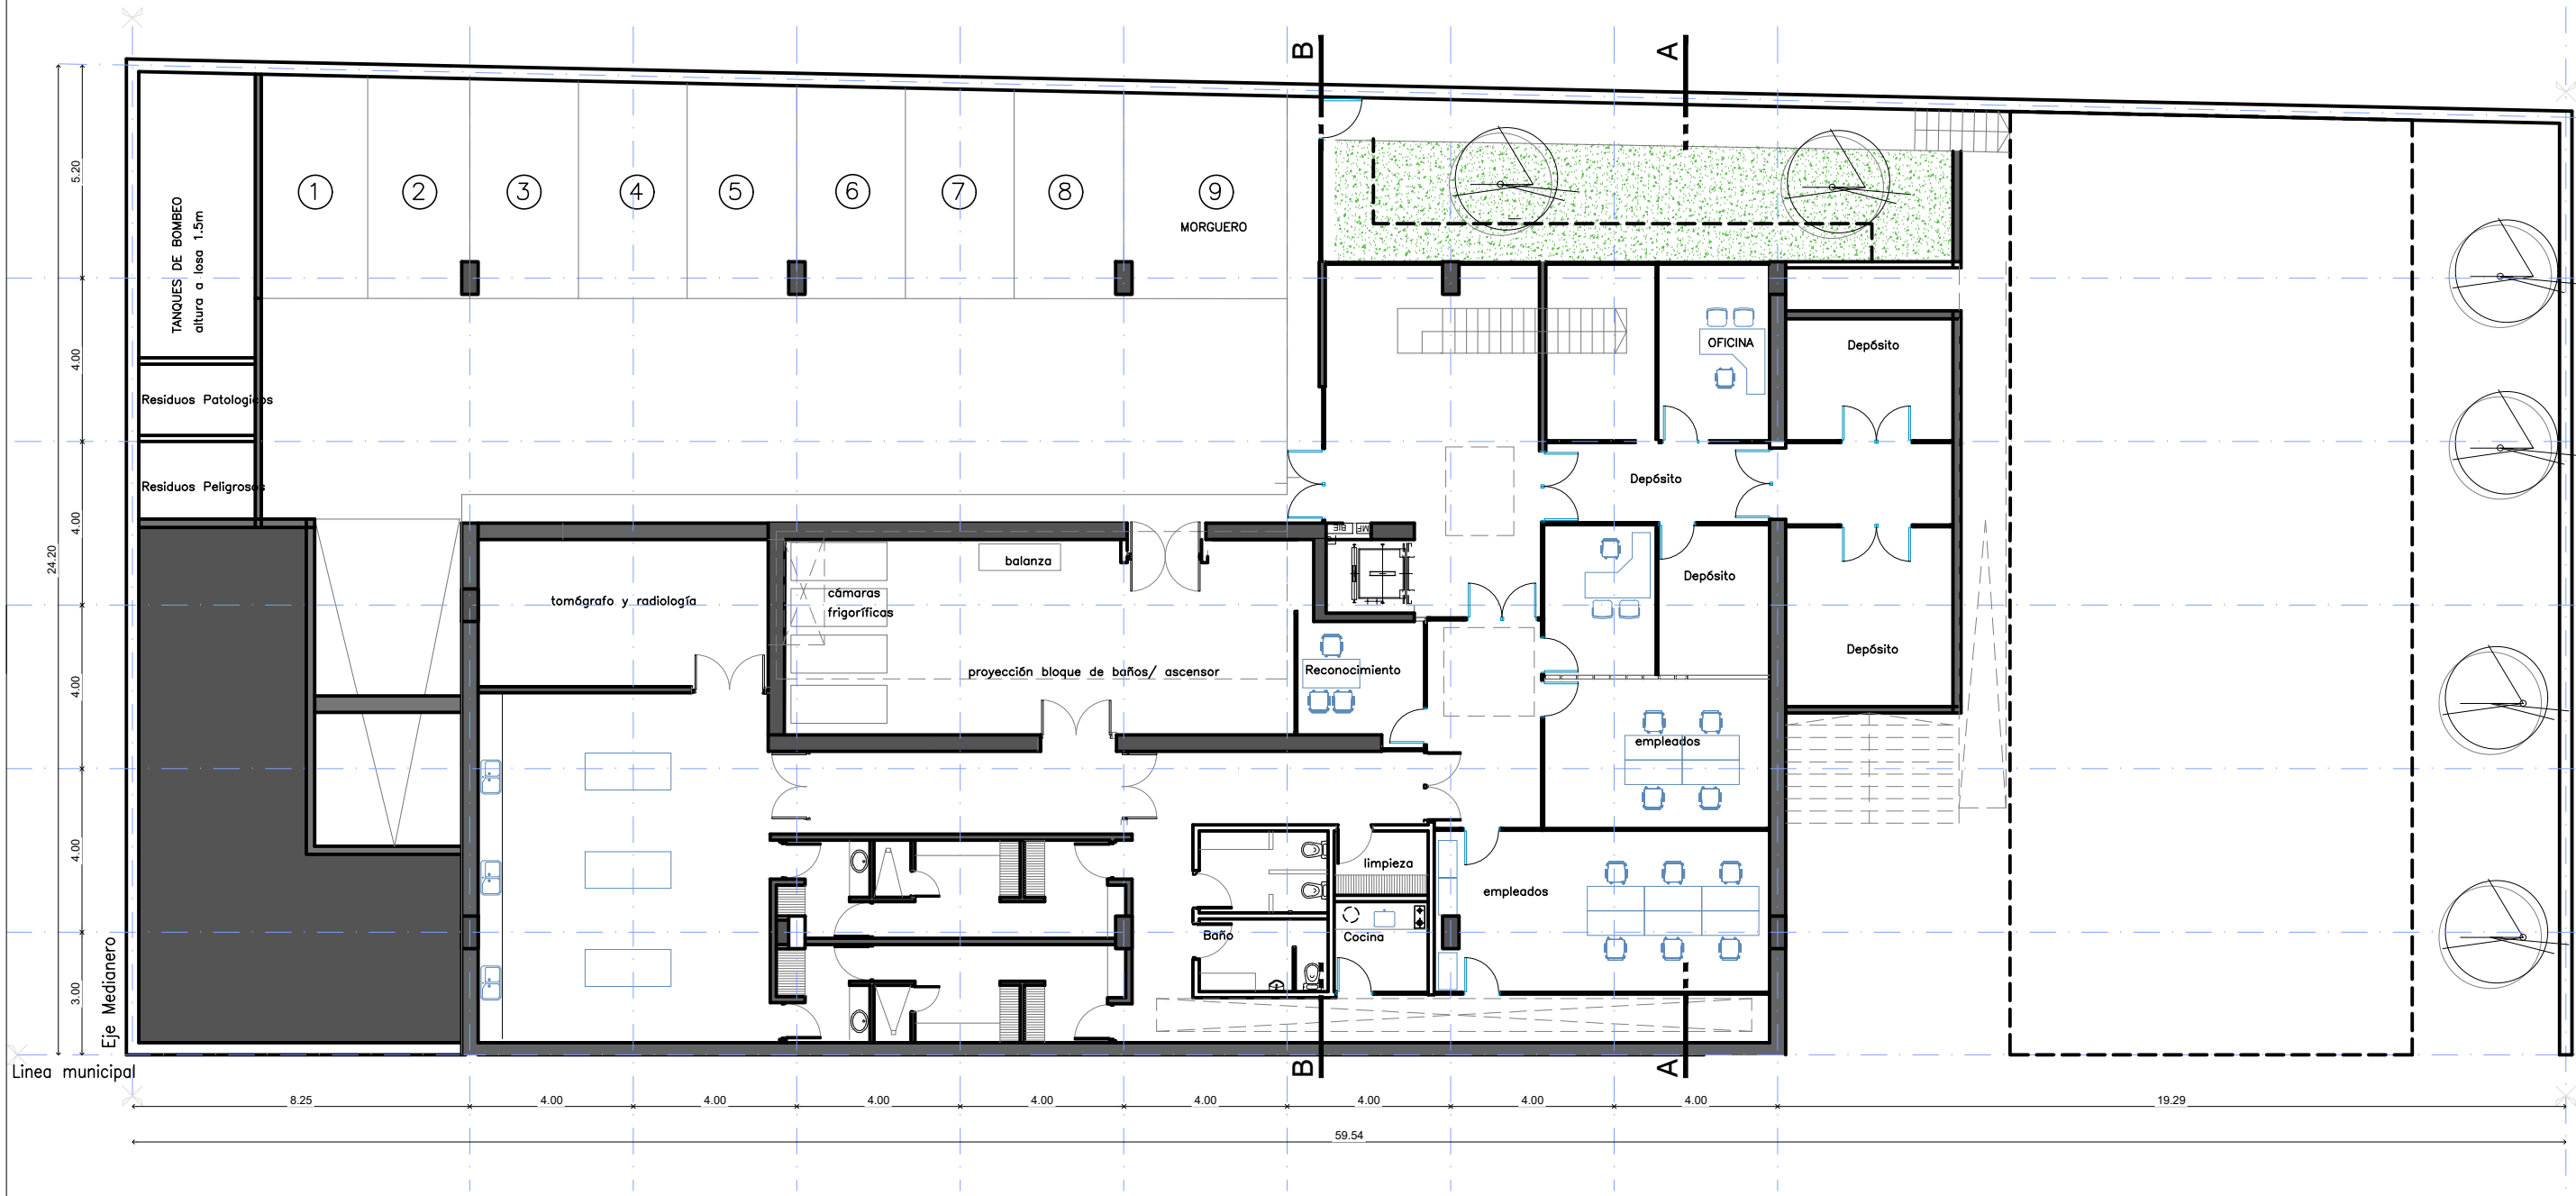 B
A
5.20
4.00
4.00
4.00
4.00
3.00
24.20
TANQUES DE BOMBEO
altura a losa 1.5m
1
2
3
4
5
6
7
8
9
MORGUERO
Residuos Patologicos
Residuos Peligrosos
OFICINA
Depósito
Depósito
Depósito
Depósito
balanza
cámaras
frigoríficas
tomógrafo y radiología
proyección bloque de baños/ ascensor
Reconocimiento
empleados
limpieza
empleados
Baño
Cocina
Eje Medianero
Linea municipal
B
A
8.25
4.00
4.00
4.00
4.00
4.00
4.00
4.00
4.00
19.29
59.54